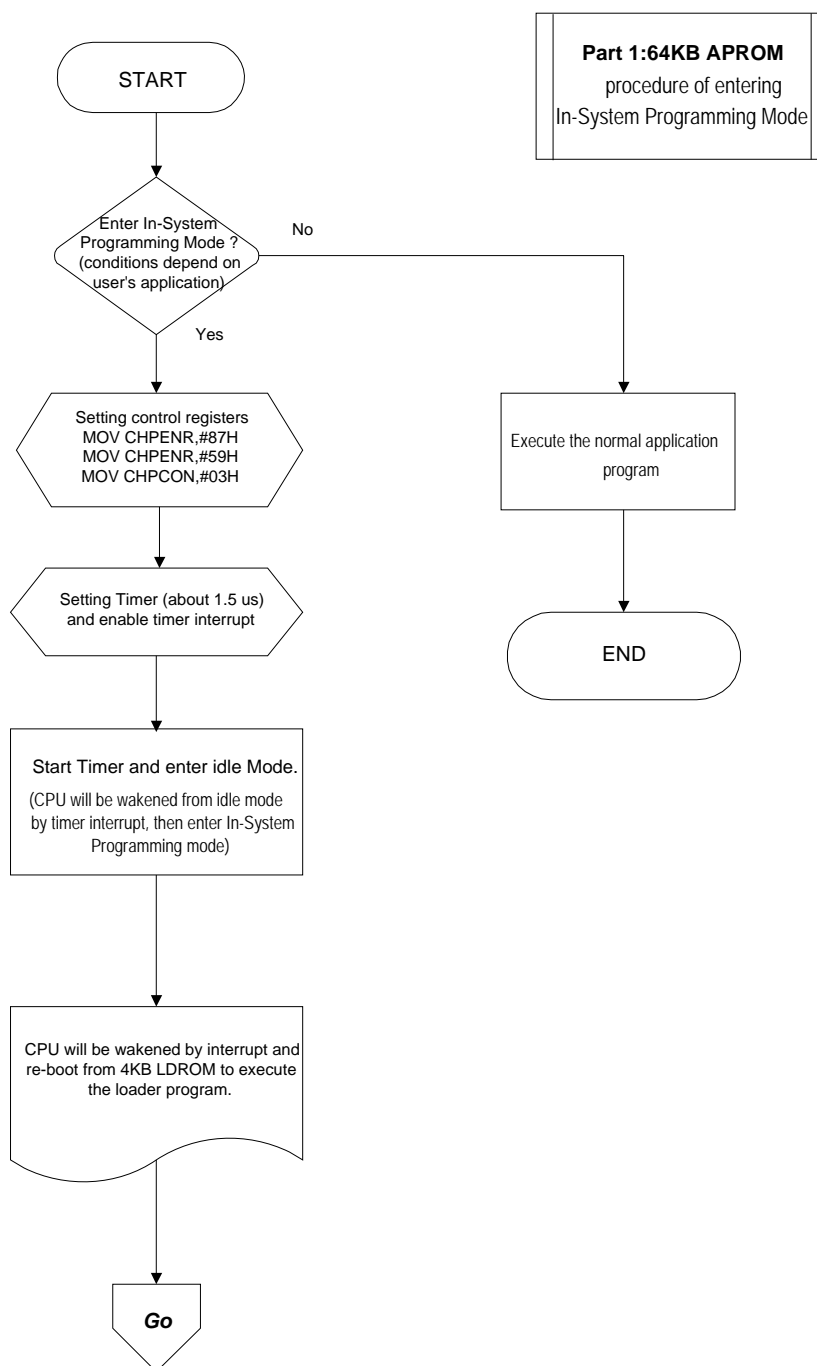 START
Part 1:64KB APROM
procedure of entering
In-System Programming Mode
Enter In-System
Programming Mode ?
(conditions depend on
user's application)
No
Yes
Setting control registers
MOV CHPENR,#87H
MOV CHPENR,#59H
MOV CHPCON,#03H
Execute the normal application
program
Setting Timer (about 1.5 us)
and enable timer interrupt
END
Start Timer and enter idle Mode.
(CPU will be wakened from idle mode
by timer interrupt, then enter In-System
Programming mode)
CPU will be wakened by interrupt and
re-boot from 4KB LDROM to execute
the loader program.
Go